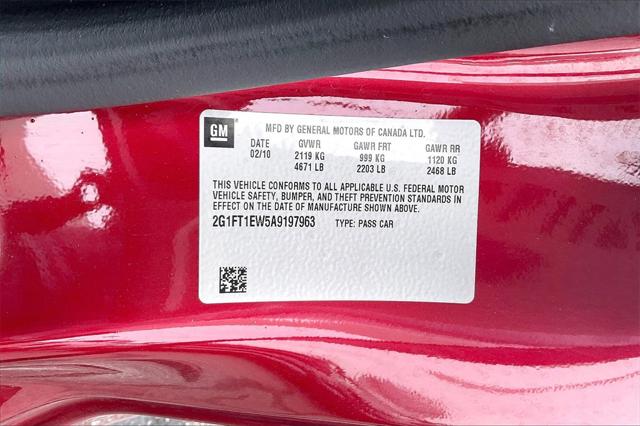 GM
MFD BY GENERAL MOTORS OF CANADA LTD.
DATE GVWR GAWR FRT GAWR RR
02/10 2119 KG 999 KG 1120 KG
4671 LB 2203 LB 2468 LB
THIS VEHICLE CONFORMS TO ALL APPLICABLE U.S. FEDERAL MOTOR
VEHICLE SAFETY, BUMPER, AND THEFT PREVENTION STANDARDS IN
EFFECT ON THE DATE OF MANUFACTURE SHOWN ABOVE.
2G1FT1EW5A9197963 TYPE: PASS CAR